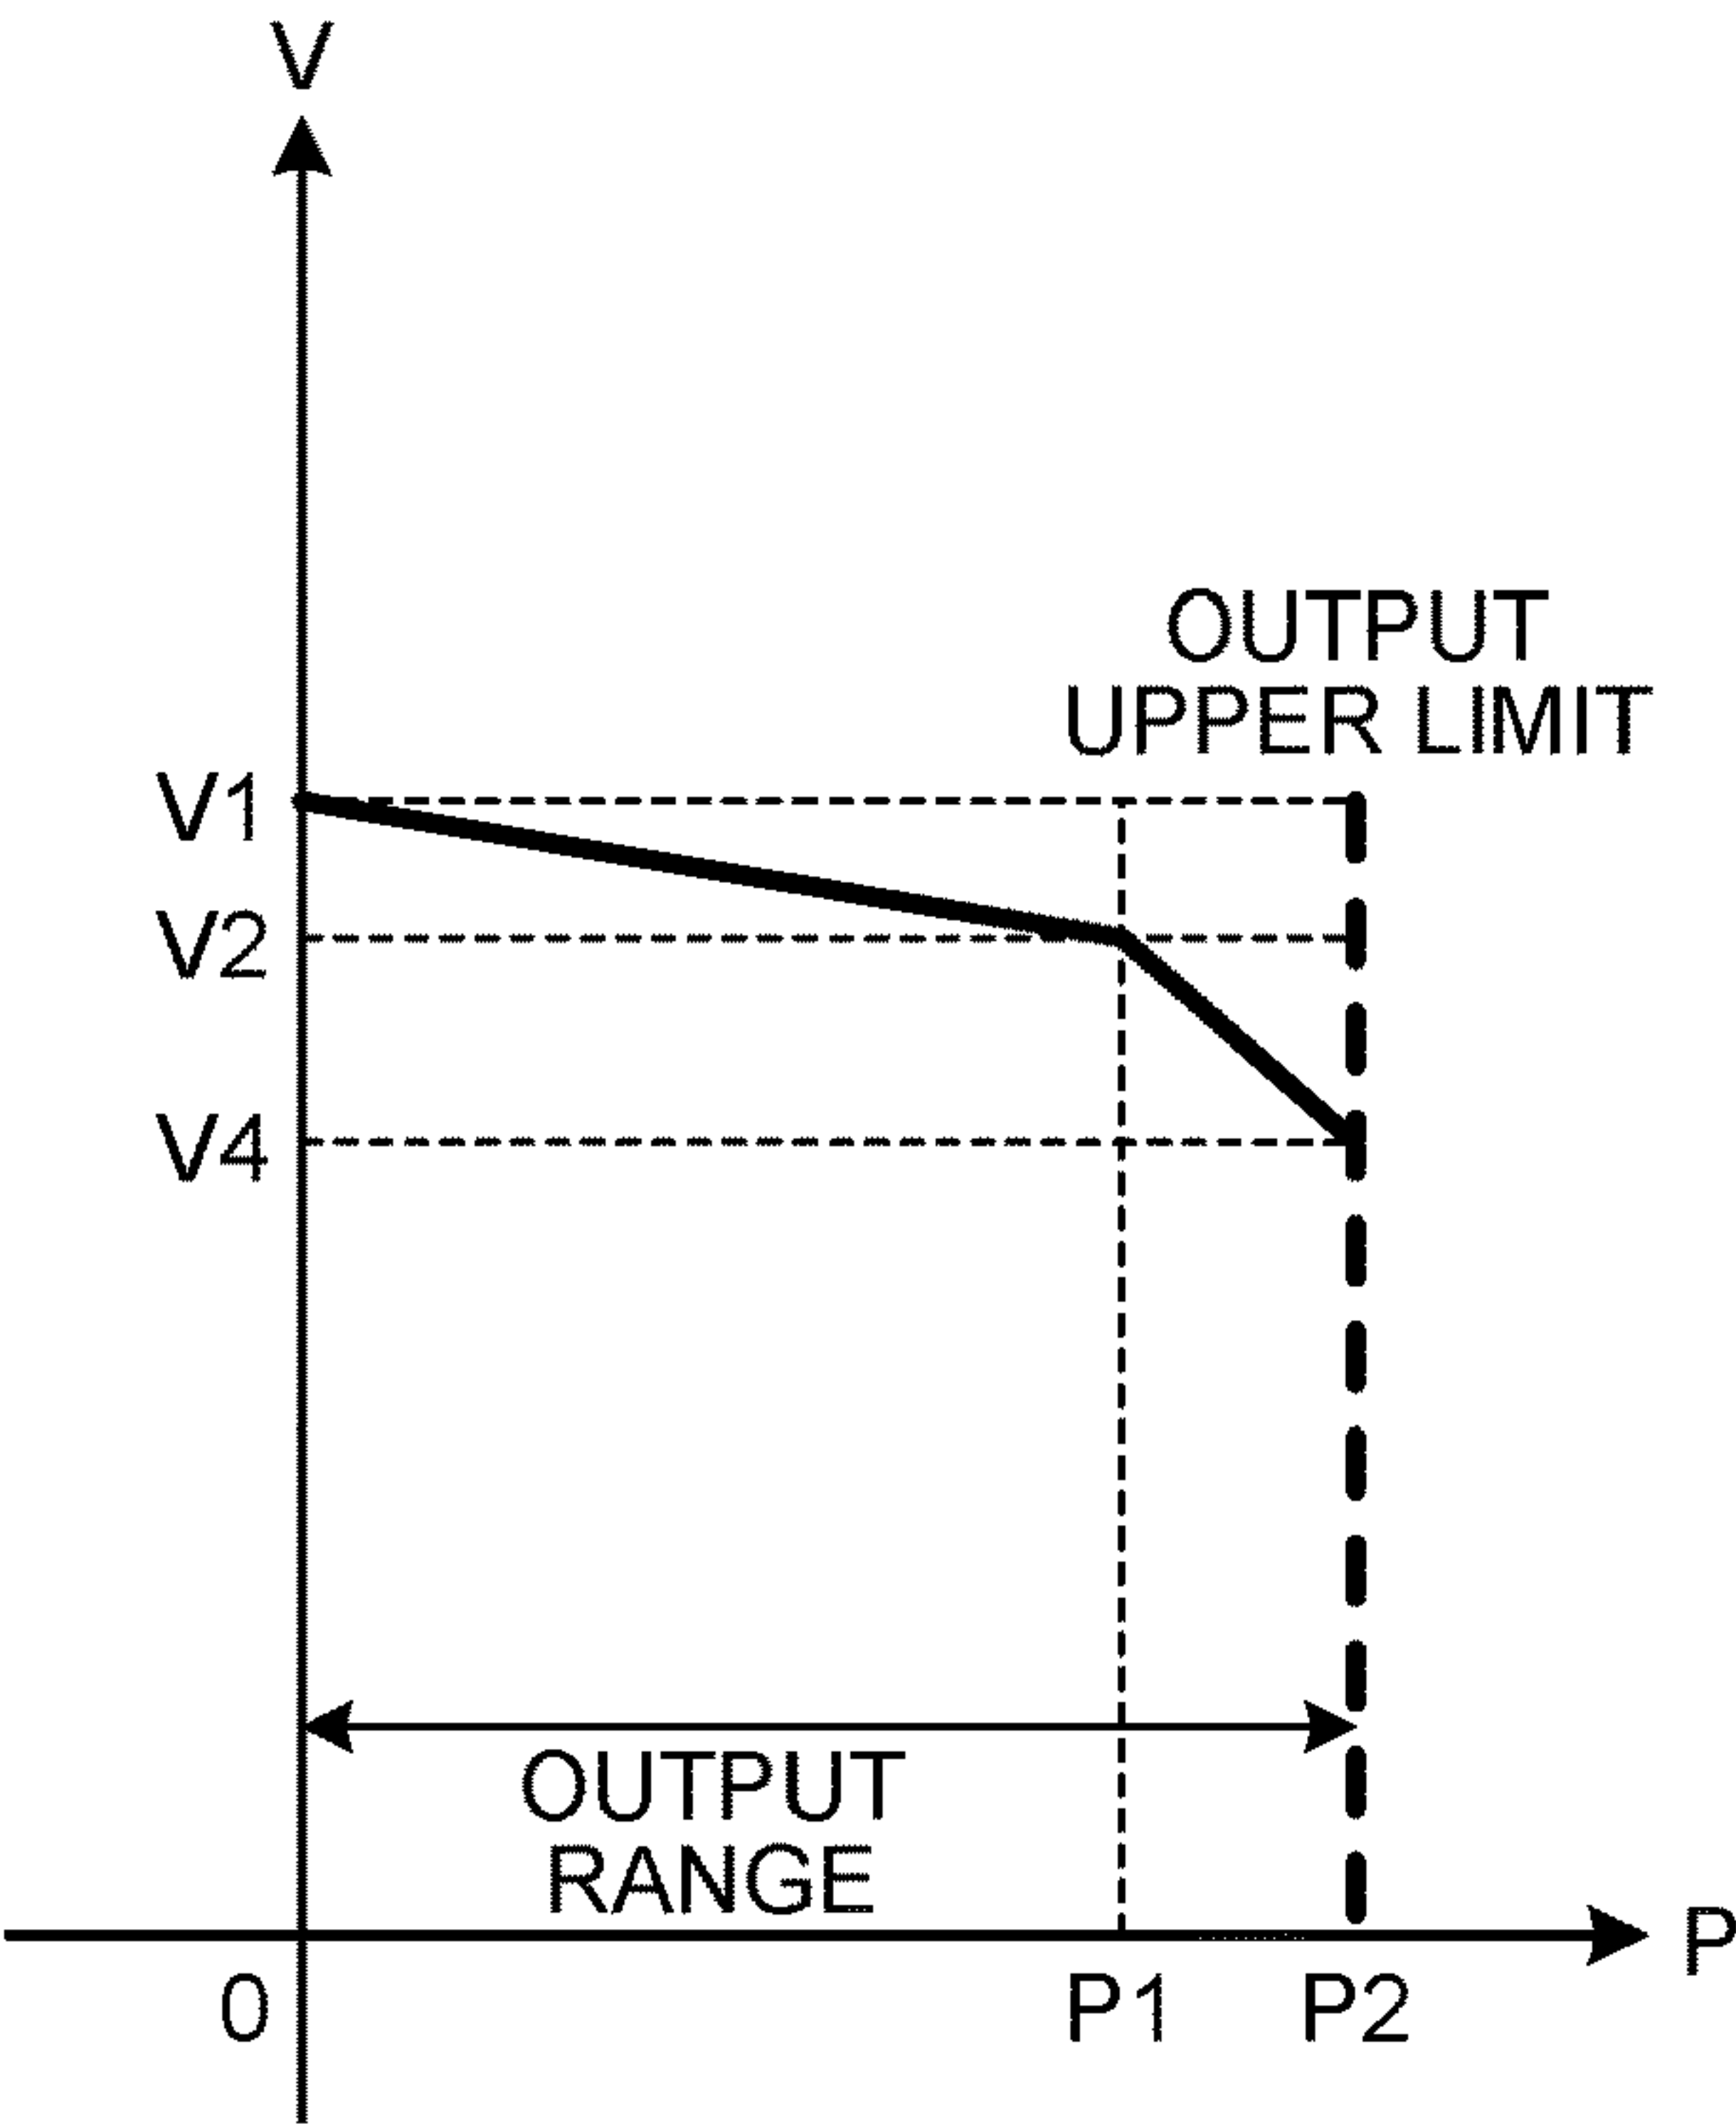 V
OUTPUT
UPPER LIMIT
V1
V2
V4
OUTPUT
RANGE
P
0
P1
P2